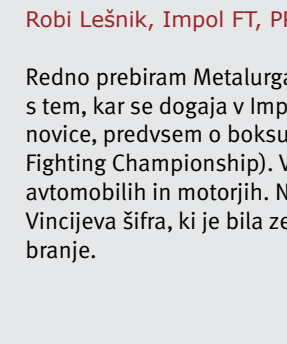 Robi Lešnik, Impol FT, PP
Redno prebiram Metalurga
s tem, kar se dogaja v Imp
novice, predvsem o boksu
Fighting Championship). V
avtomobilih in motorjih. N
Vincijeva šifra, ki je bila ze
branje.